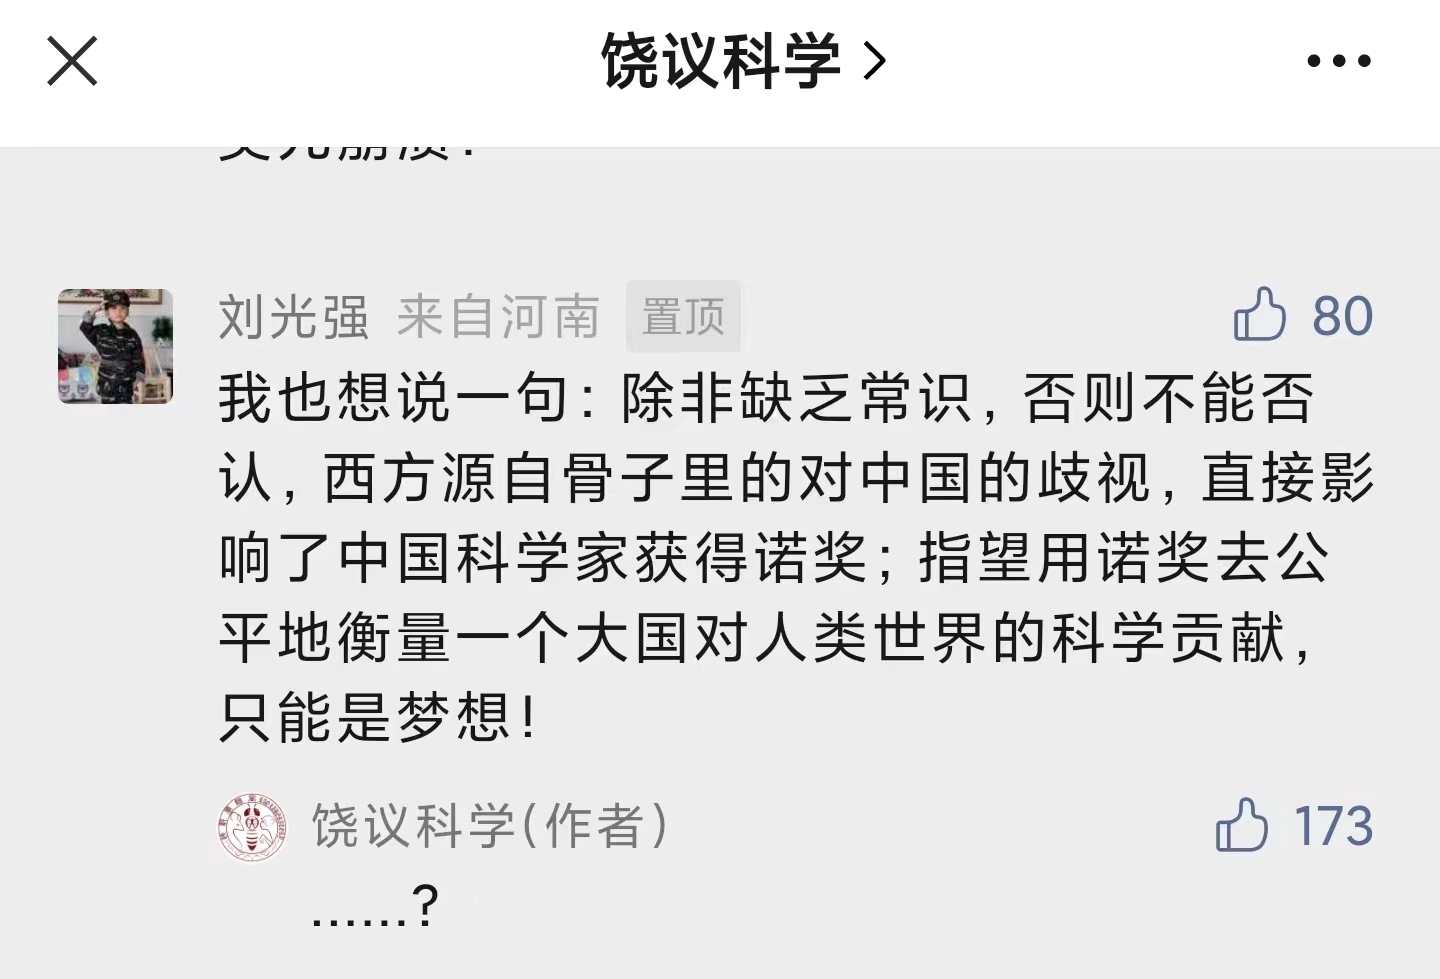 饶议科学
刘光强 来自河南 置顶 80
我也想说一句：除非缺乏常识，否则不能否
认，西方源自骨子里的对中国的歧视，直接影
响了中国科学家获得诺奖；指望用诺奖去公
平地衡量一个大国对人类世界的科学贡献，
只能是梦想！
饶议科学(作者) 173
......?